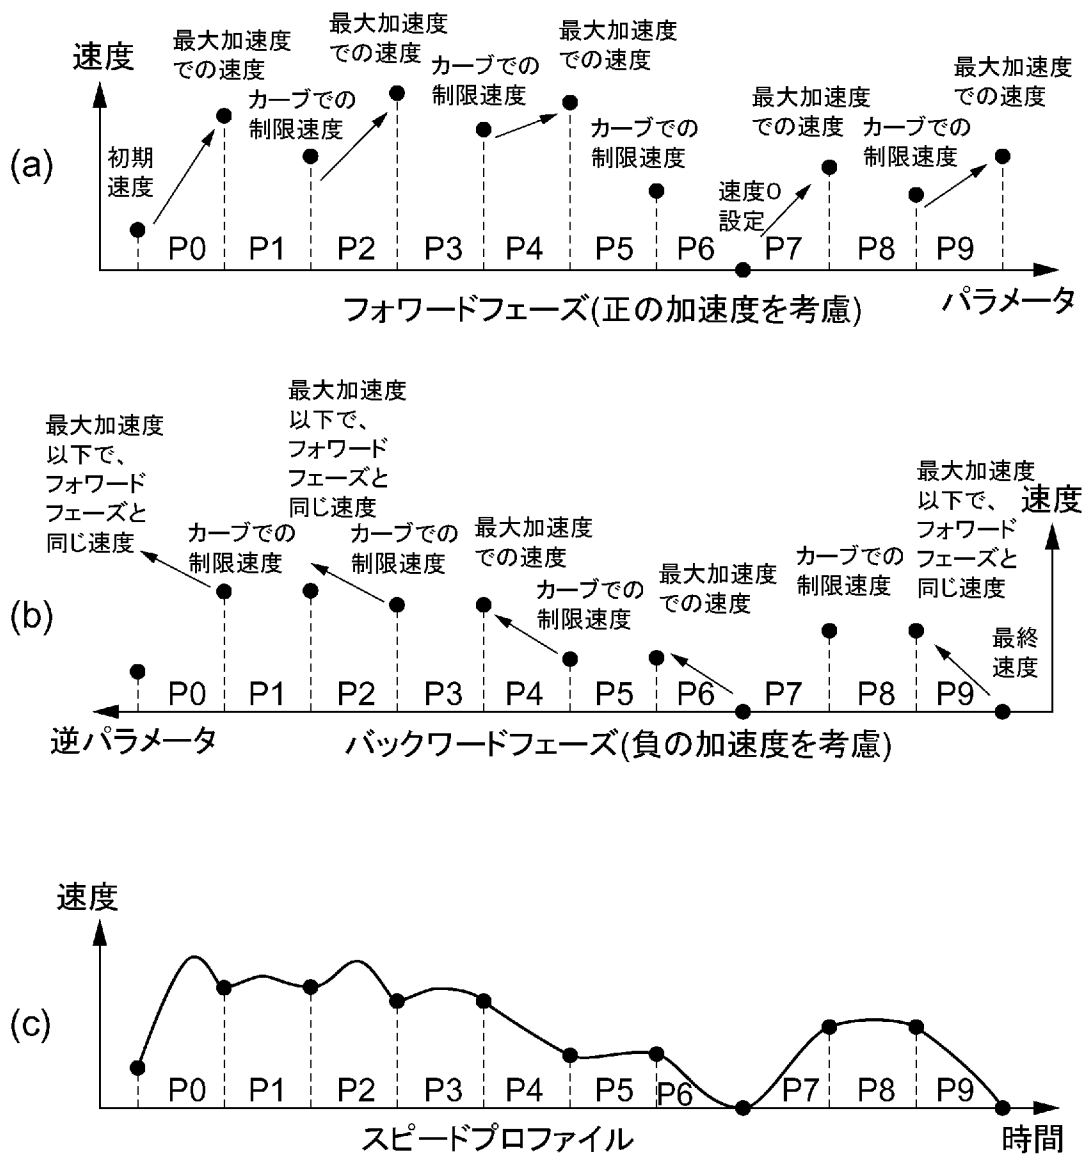 (a)
速度
初期
速度
最大加速度
での速度
カーブでの
制限速度
最大加速度
での速度
カーブでの
制限速度
最大加速度
での速度
カーブでの
制限速度
速度0
設定
最大加速度
での速度
カーブでの
制限速度
最大加速度
での速度
P0 P1 P2 P3 P4 P5 P6 P7 P8 P9
フォワードフェーズ(正の加速度を考慮)
パラメータ
(b)
最大加速度
以下で、
フォワード
フェーズと
同じ速度
カーブでの
制限速度
最大加速度
以下で、
フォワード
フェーズと
同じ速度
カーブでの
制限速度
最大加速度
での速度
カーブでの
制限速度
最大加速度
での速度
カーブでの
制限速度
最大加速度
以下で、
フォワード
フェーズと
同じ速度
速度
最終
速度
P0 P1 P2 P3 P4 P5 P6 P7 P8 P9
逆パラメータ
バックワードフェーズ(負の加速度を考慮)
(c)
速度
P0 P1 P2 P3 P4 P5 P6 P7 P8 P9
スピードプロファイル
時間